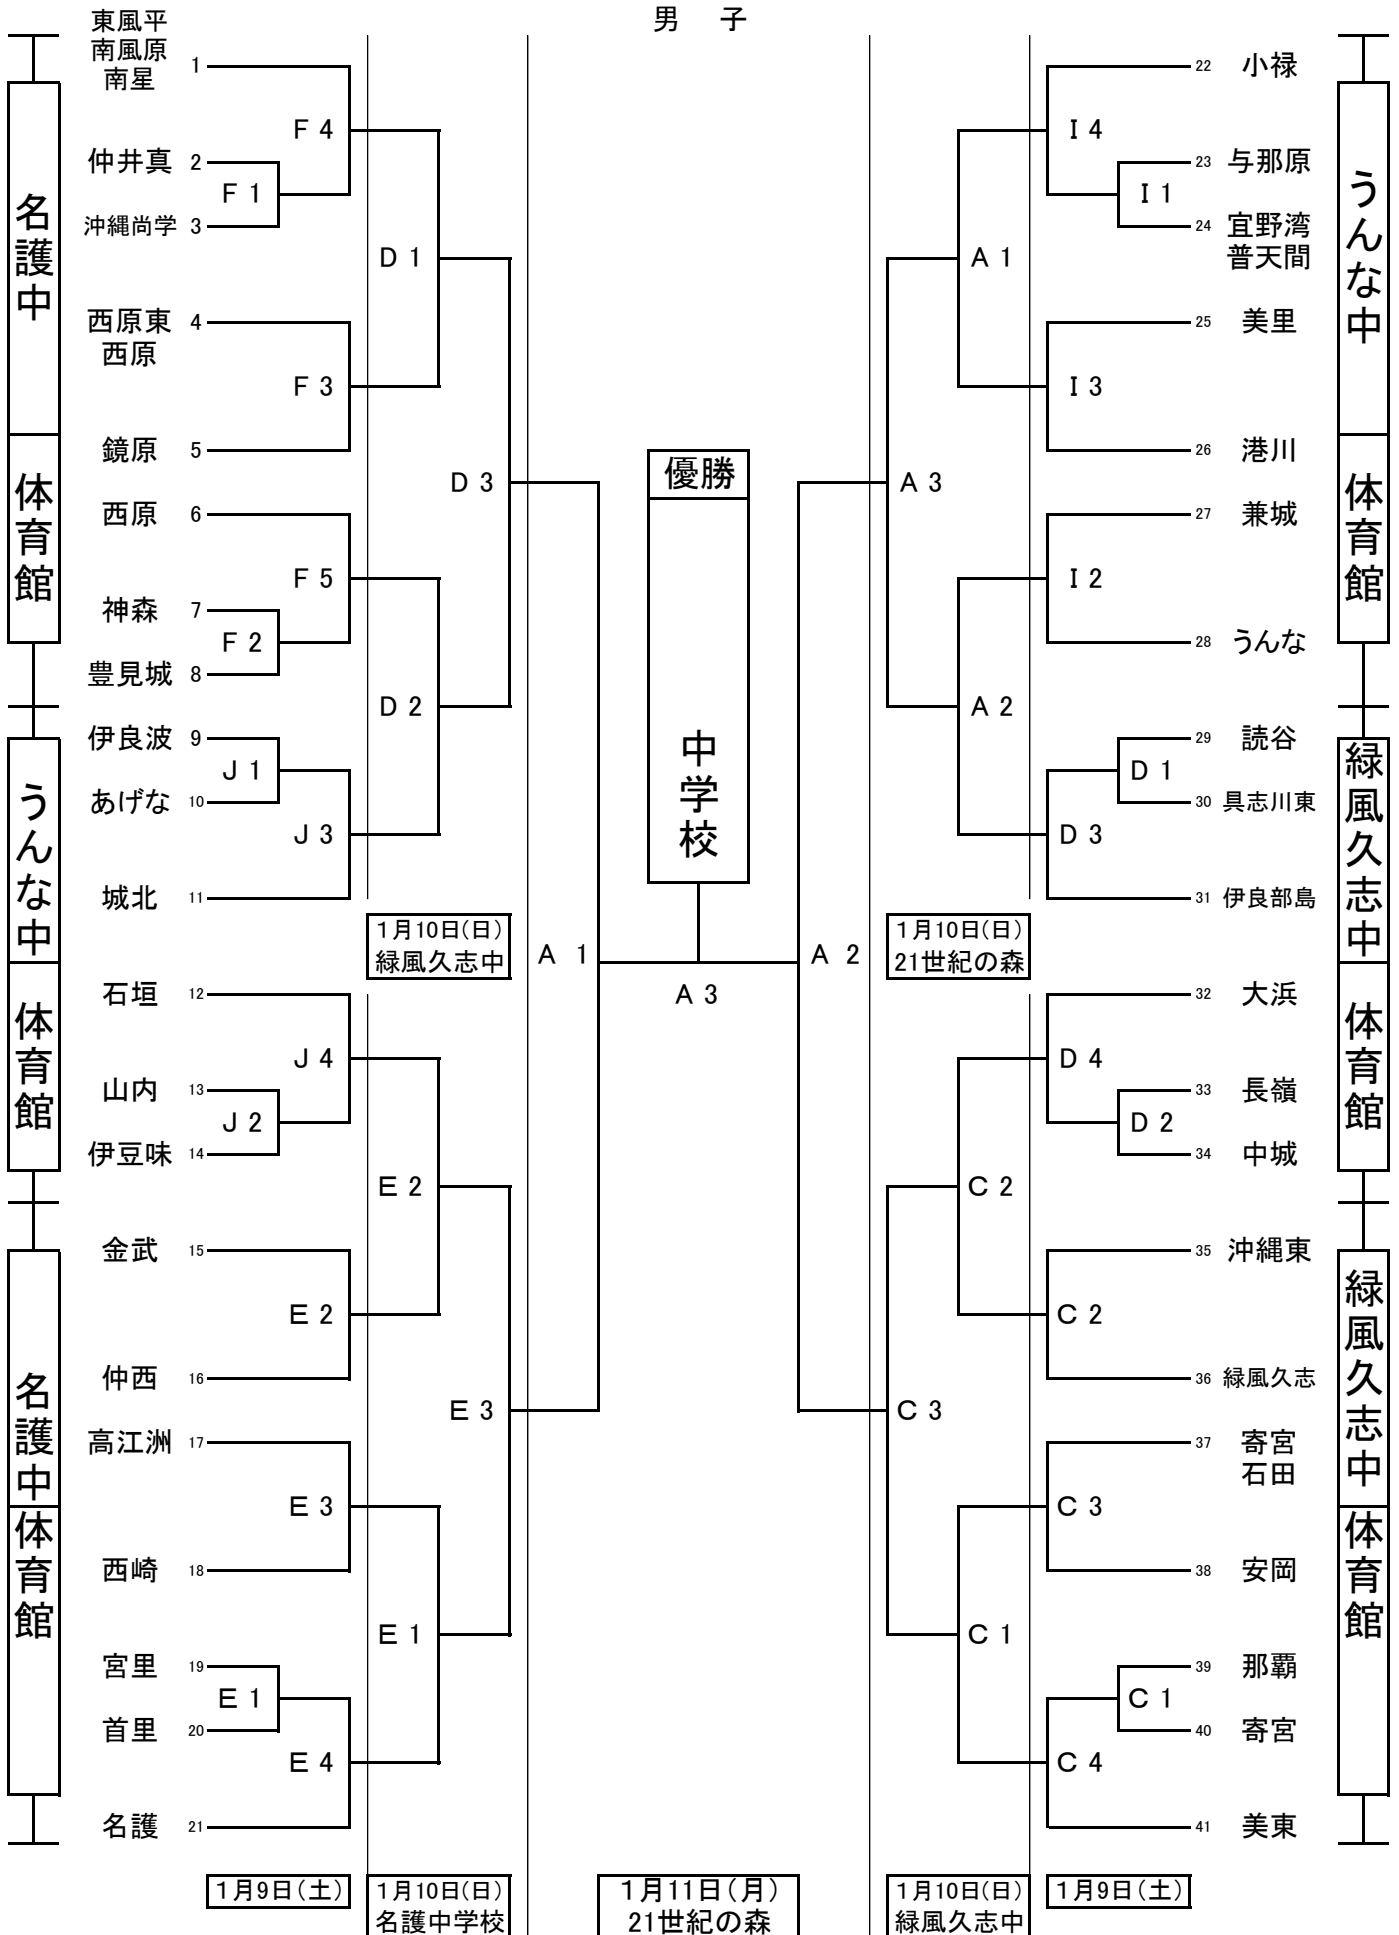 男 子
東風平
南風原
南星 1
仲井真 2
沖縄尚学 3
西原東 4
西原
鏡原 5
西原 6
神森 7
豊見城 8
伊良波 9
あげな 10
城北 11
石垣 12
山内 13
伊豆味 14
金武 15
仲西 16
高江洲 17
西崎 18
宮里 19
首里 20
名護 21
名護中
体育館
うんな中
体育館
名護中
体育館
F 4
F 1
F 3
F 5
F 2
J 1
J 3
J 4
J 2
E 2
E 3
E 1
E 4
D 1
D 3
D 2
E 2
E 3
E 1
1月10日(日)
緑風久志中
A 1
優勝
中学校
A 3
A 2
1月10日(日)
21世紀の森
A 1
A 3
A 2
C 2
C 3
C 1
I 4
I 1
I 3
I 2
D 1
D 3
D 4
D 2
C 2
C 3
C 1
C 4
22 小禄
23 与那原
24 宜野湾
普天間
25 美里
26 港川
27 兼城
28 うんな
29 読谷
30 具志川東
31 伊良部島
32 大浜
33 長嶺
34 中城
35 沖縄東
36 緑風久志
37 寄宮
石田
38 安岡
39 那覇
40 寄宮
41 美東
うんな中
体育館
緑風久志中
体育館
緑風久志中
体育館
1月9日(土)
1月10日(日)
名護中学校
1月11日(月)
21世紀の森
1月10日(日)
緑風久志中
1月9日(土)